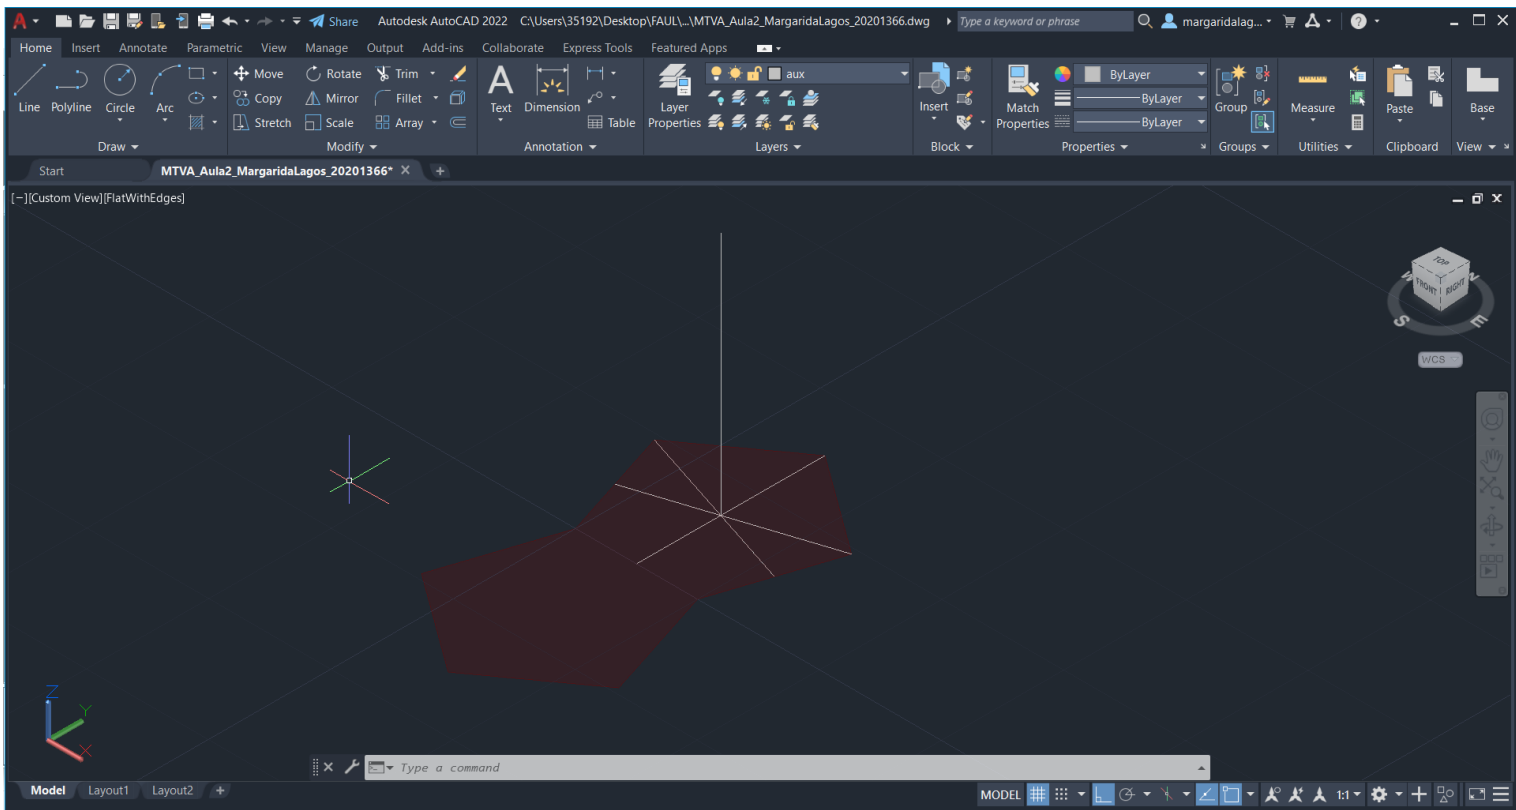 A Share Autodesk AutoCAD 2022 C:\Users\35192\Desktop\FAUL\...\MTVA_Aula2_MargaridaLagos_20201366.dwg Type a keyword or phrase margaridalag... ?
Home Insert Annotate Parametric View Manage Output Add-ins Collaborate Express Tools Featured Apps
Move Rotate Trim aux ByLayer
Copy Mirror Fillet ByLayer
Line Polyline Circle Arc Text Dimension Layer Insert Match Group Measure Paste Base
Stretch Scale Array Table Properties Properties ByLayer
Draw Modify Annotation Layers Block Properties Groups Utilities Clipboard View
Start MTVA_Aula2_MargaridaLagos_20201366* +
[−][Custom View][FlatWithEdges]
TOP
W N
FRONT RIGHT
S E
WCS
Z
Y
X
Type a command
Model Layout1 Layout2 +
MODEL 1:1